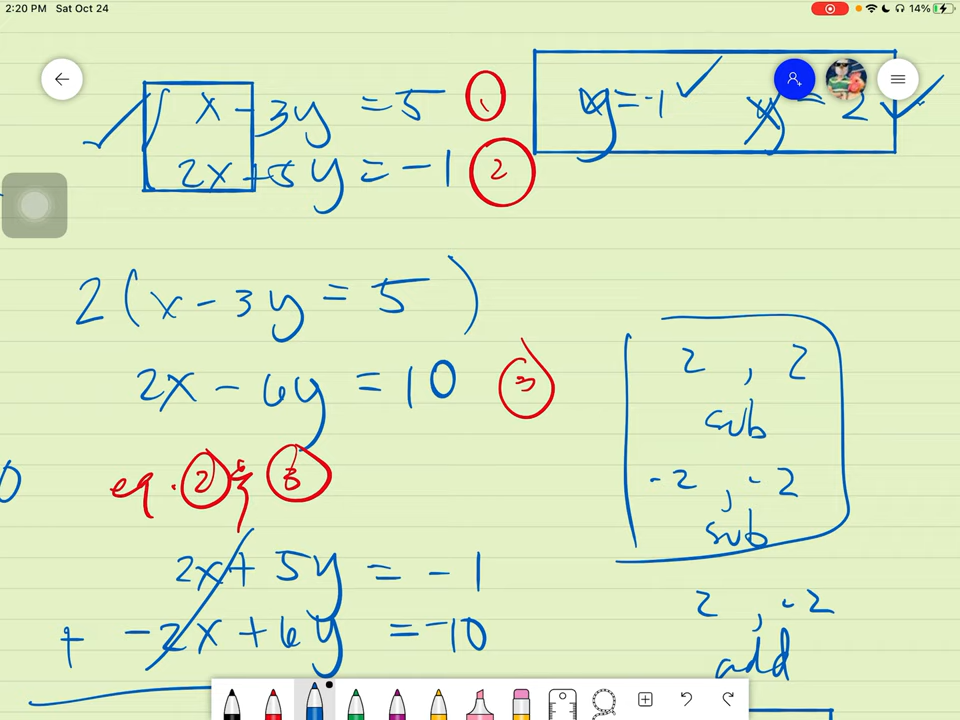 2:20 PM Sat Oct 24
14%
x - 3y = 5 1
2x + 5y = -1 2
y = -1
= 2
2(x - 3y = 5)
2x - 6y = 10 3
eq. 2 & 3
2x + 5y = -1
+ -2x + 6y = -10
2, 2
sub
-2, -2
sub
2, -2
add